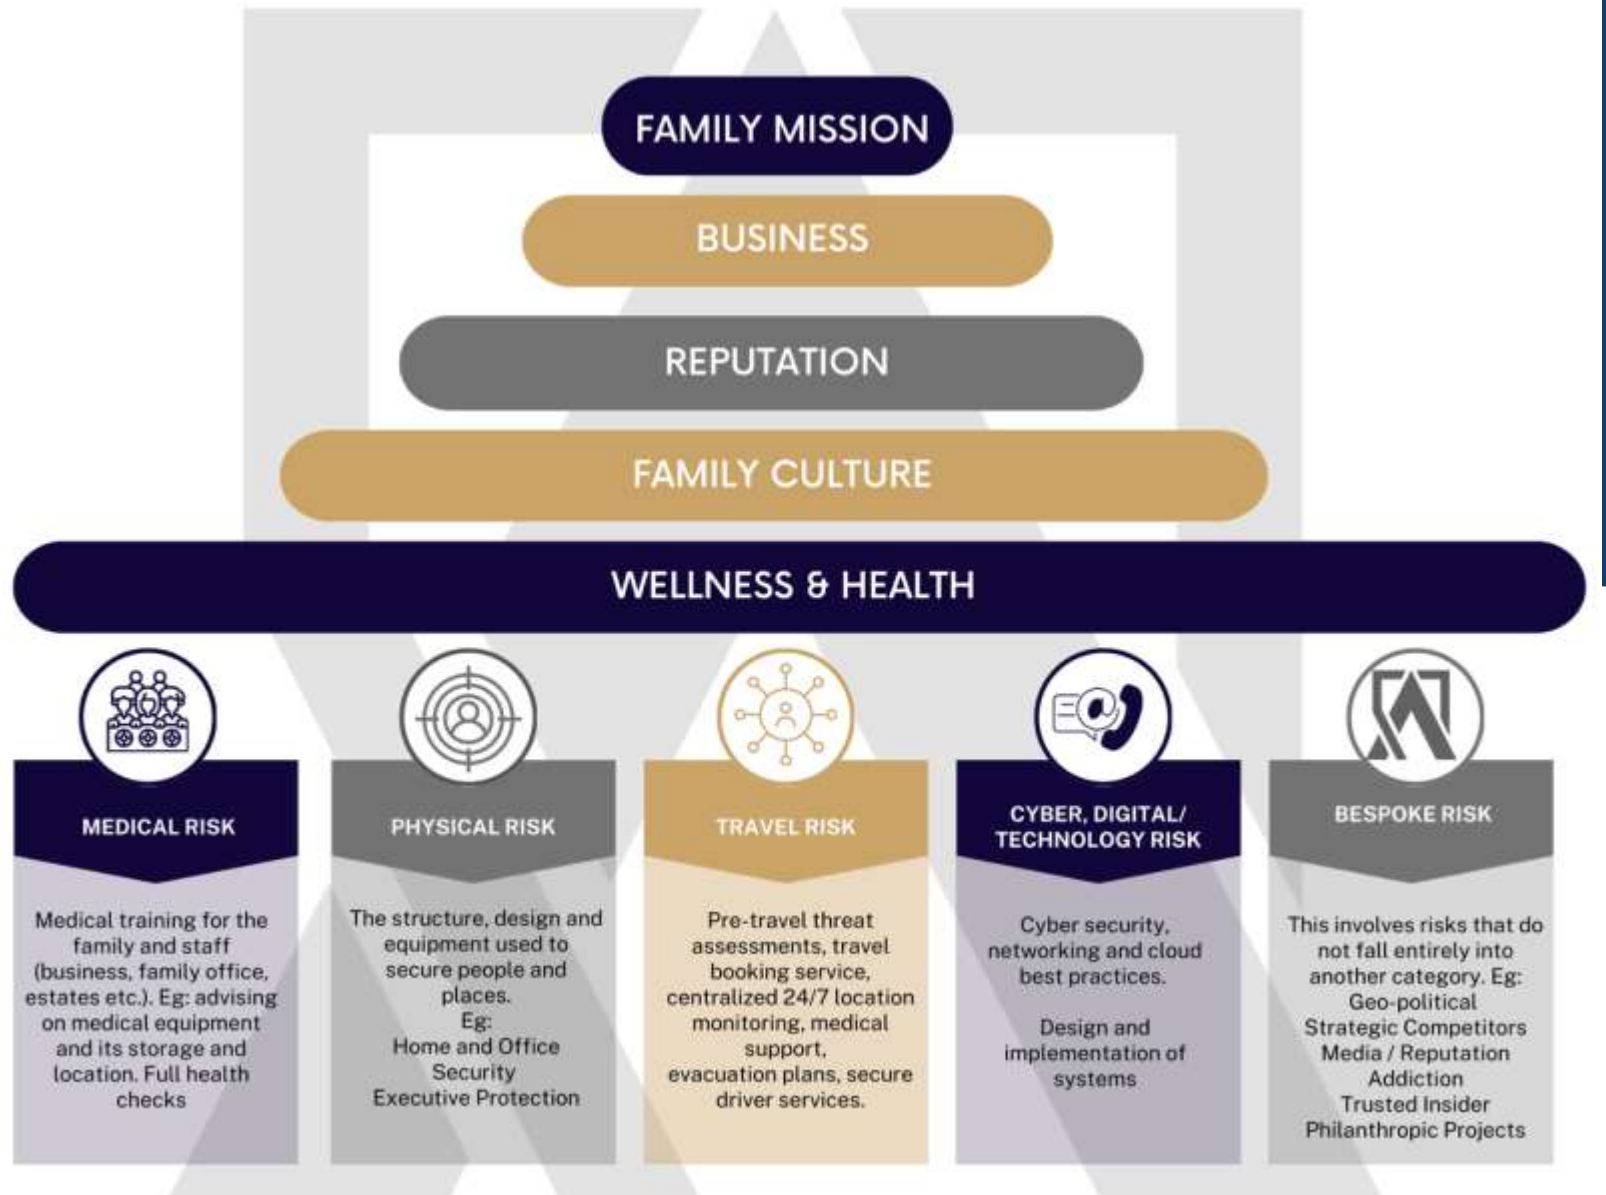 FAMILY MISSION
BUSINESS
REPUTATION
FAMILY CULTURE
WELLNESS & HEALTH
MEDICAL RISK
Medical training for the
family and staff
(business, family office,
estates etc.). Eg: advising
on medical equipment
and its storage and
location. Full health
checks
PHYSICAL RISK
The structure, design and
equipment used to
secure people and
places.
Eg:
Home and Office
Security
Executive Protection
TRAVEL RISK
Pre-travel threat
assessments, travel
booking service,
centralized 24/7 location
monitoring, medical
support,
evacuation plans, secure
driver services.
CYBER, DIGITAL/
TECHNOLOGY RISK
Cyber security,
networking and cloud
best practices.
Design and
implementation of
systems
BESPOKE RISK
This involves risks that do
not fall entirely into
another category. Eg:
Geo-political
Strategic Competitors
Media / Reputation
Addiction
Trusted Insider
Philanthropic Projects